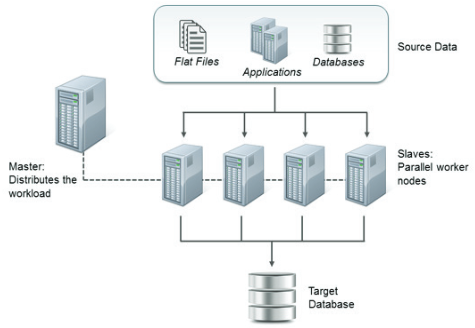 Flat Files
Applications
Databases
Source Data
Master:
Distributes the
workload
Slaves:
Parallel worker
nodes
Target
Database